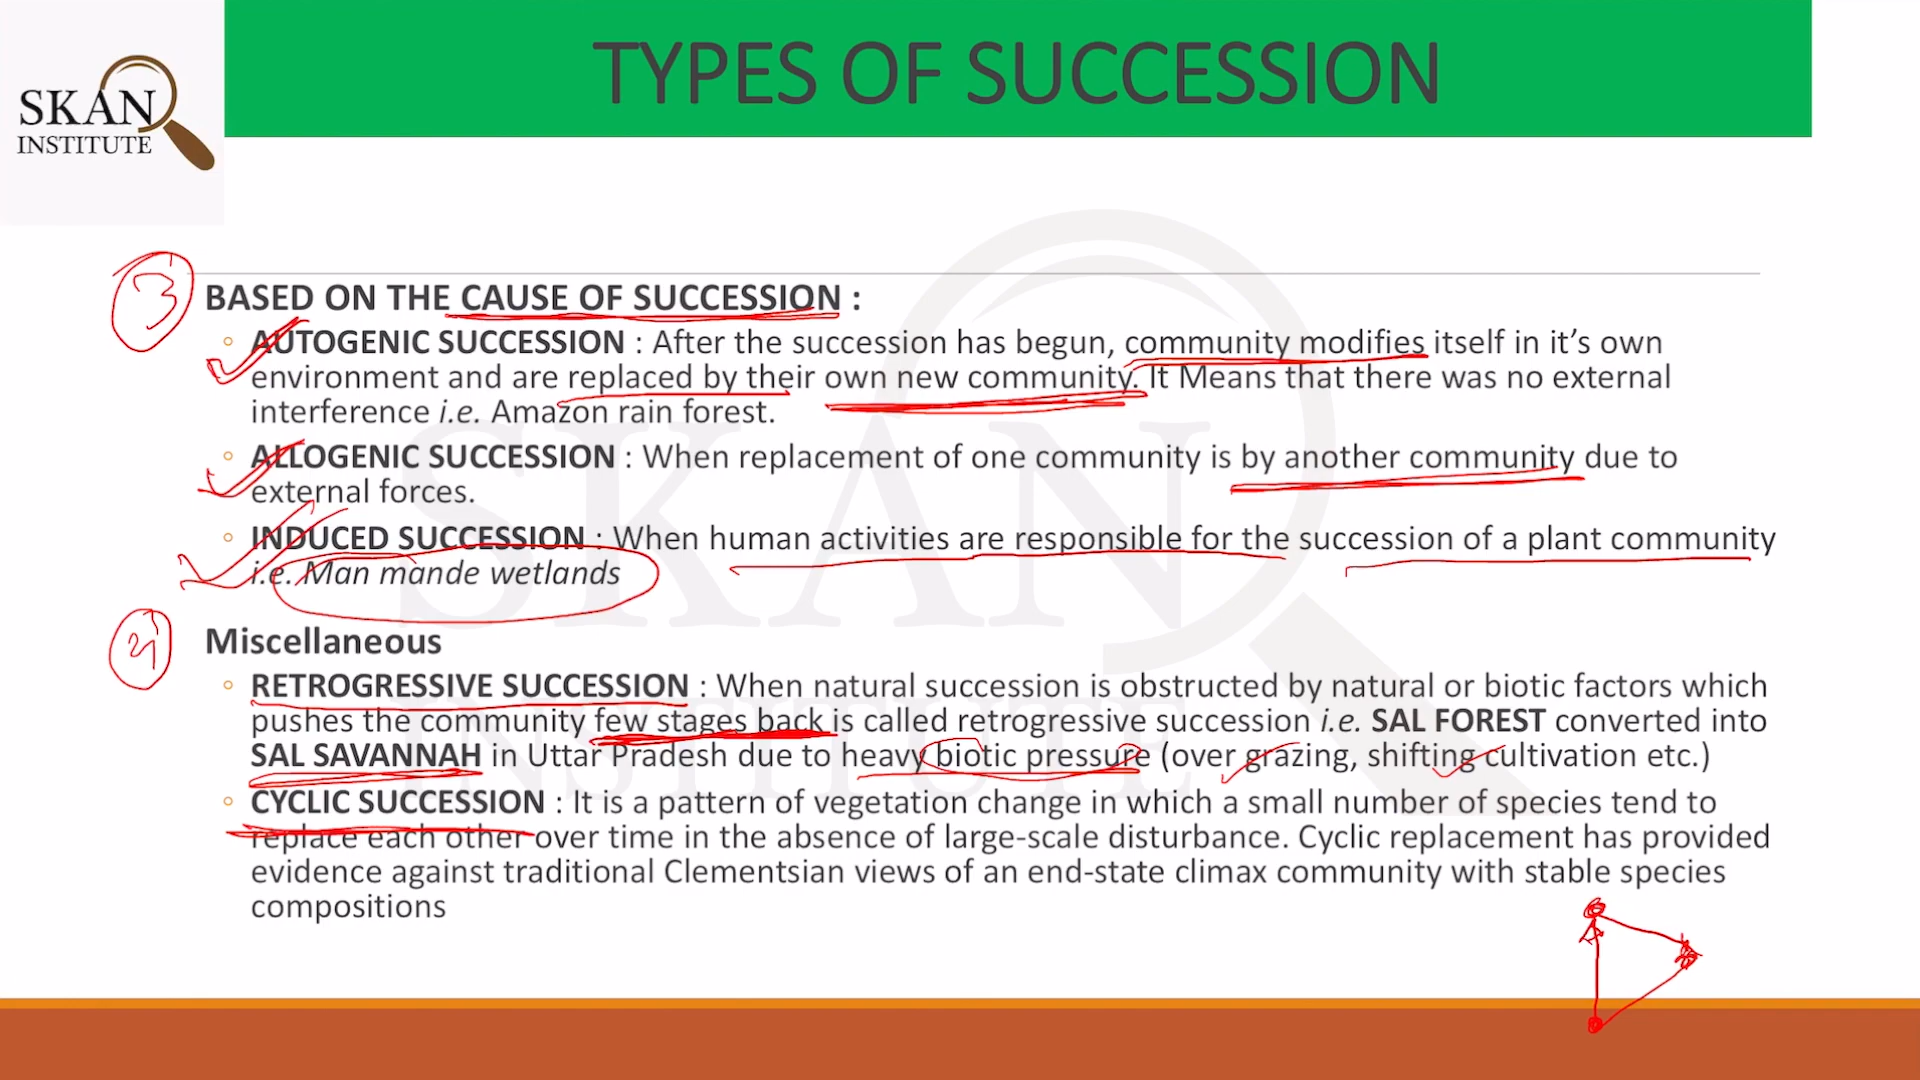 TYPES OF SUCCESSION
SKAN
INSTITUTE
3
BASED ON THE CAUSE OF SUCCESSION :
◦ AUTOGENIC SUCCESSION : After the succession has begun, community modifies itself in it's own
environment and are replaced by their own new community. It Means that there was no external
interference i.e. Amazon rain forest.
◦ ALLOGENIC SUCCESSION : When replacement of one community is by another community due to
external forces.
◦ INDUCED SUCCESSION : When human activities are responsible for the succession of a plant community
i.e. Man mande wetlands
Miscellaneous
◦ RETROGRESSIVE SUCCESSION : When natural succession is obstructed by natural or biotic factors which
pushes the community few stages back is called retrogressive succession i.e. SAL FOREST converted into
SAL SAVANNAH in Uttar Pradesh due to heavy biotic pressure (over grazing, shifting cultivation etc.)
◦ CYCLIC SUCCESSION : It is a pattern of vegetation change in which a small number of species tend to
replace each other over time in the absence of large-scale disturbance. Cyclic replacement has provided
evidence against traditional Clementsian views of an end-state climax community with stable species
compositions
SKAN
INSTITUTE